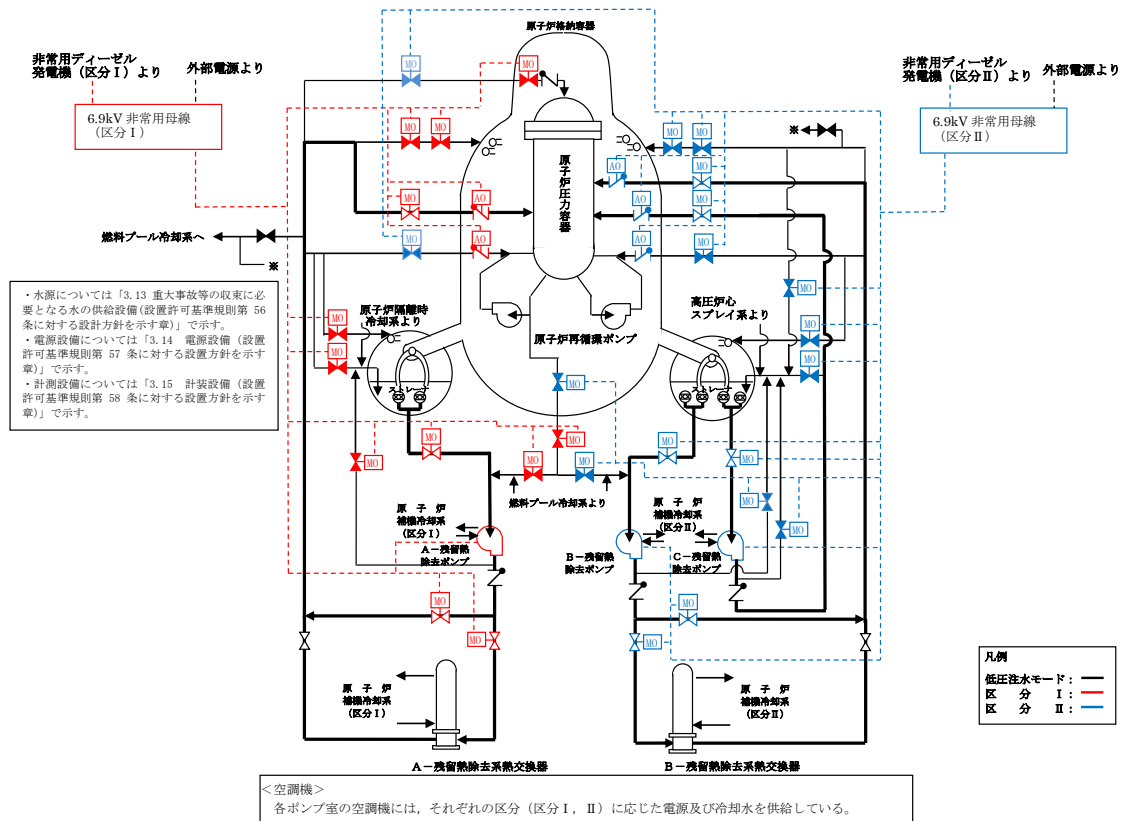 原子炉格納容器
非常用ディーゼル
発電機（区分Ⅰ）より
外部電源より
6.9kV 非常用母線
（区分Ⅰ）
非常用ディーゼル
発電機（区分Ⅱ）より
外部電源より
6.9kV 非常用母線
（区分Ⅱ）
MO
MO
MO
MO
MO
MO
※
原子炉圧力容器
AO
MO
MO
AO
AO
MO
MO
AO
AO
MO
燃料プール冷却系へ
※
・水源については「3.13 重大事故等の収束に必
要となる水の供給設備(設置許可基準規則第 56
条に対する設計方針を示す章)」で示す。
・電源設備については「3.14 電源設備（設置
許可基準規則第 57 条に対する設置方針を示す
章)」で示す。
・計測設備については「3.15 計装設備（設置
許可基準規則第 58 条に対する設置方針を示す
章)」で示す。
原子炉隔離時
冷却系より
高圧炉心
スプレイ系より
原子炉再循環ポンプ
MO
MO
MO
MO
MO
MO
ストレーナ
ストレーナ
MO
MO
MO
MO
MO
MO
MO
MO
MO
MO
燃料プール冷却系より
原 子 炉
補機冷却系
（区分Ⅰ）
原 子 炉
補機冷却系
（区分Ⅱ）
A－残留熱
除去ポンプ
B－残留熱
除去ポンプ
C－残留熱
除去ポンプ
MO
MO
MO
MO
原 子 炉
補機冷却系
（区分Ⅰ）
原 子 炉
補機冷却系
（区分Ⅱ）
A－残留熱除去系熱交換器
B－残留熱除去系熱交換器
凡例
低圧注水モード：
区 分 Ⅰ：
区 分 Ⅱ：
＜空調機＞
各ポンプ室の空調機には，それぞれの区分（区分Ⅰ，Ⅱ）に応じた電源及び冷却水を供給している。